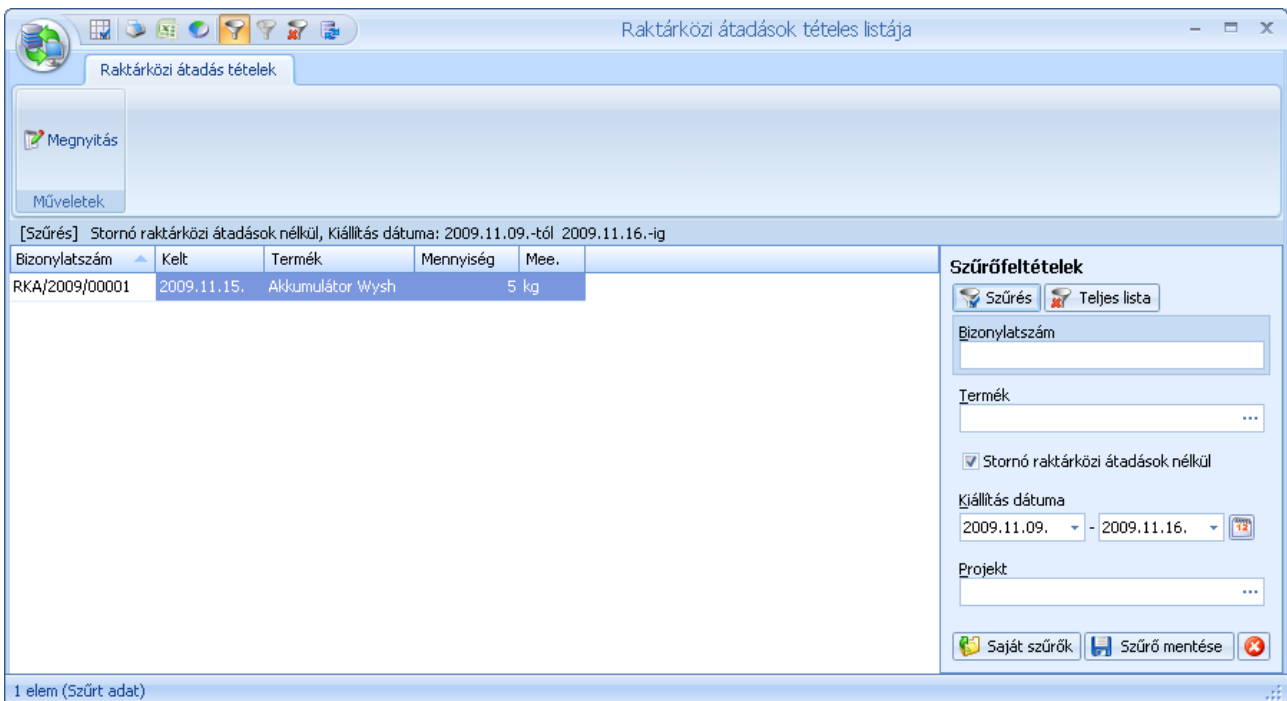 Raktárközi átadások tételes listája
Raktárközi átadás tételek
Megnyitás
Műveletek
[Szűrés] Stornó raktárközi átadások nélkül, Kiállítás dátuma: 2009.11.09.-tól 2009.11.16.-ig
Bizonylatszám Kelt Termék Mennyiség Mee.
RKA/2009/00001 2009.11.15. Akkumulátor Wysh 5 kg
Szűrőfeltételek
Szűrés Teljes lista
Bizonylatszám
Termék
...
Stornó raktárközi átadások nélkül
Kiállítás dátuma
2009.11.09. - 2009.11.16. 12
Projekt
...
Saját szűrők Szűrő mentése
1 elem (Szűrt adat)